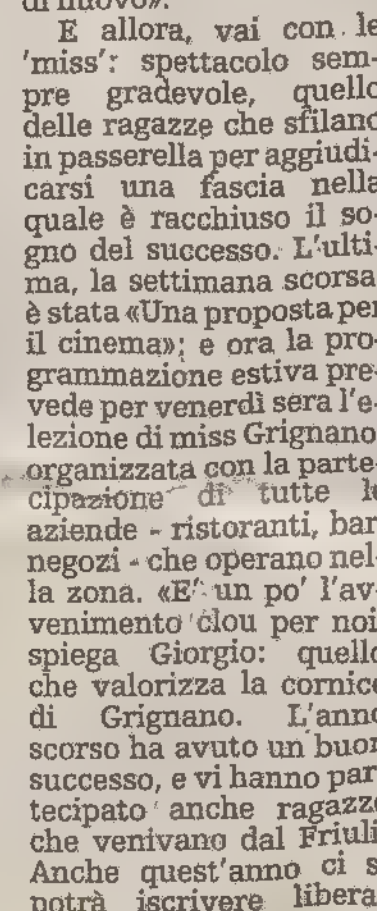 di nuovo».
E allora, vai con le
'miss': spettacolo sem-
pre gradevole, quello
delle ragazze che sfilano
in passerella per aggiudi-
carsi una fascia nella
quale è racchiuso il so-
gno del successo. L'ulti-
ma, la settimana scorsa
è stata «Una proposta per
il cinema»; e ora la pro-
grammazione estiva pre-
vede per venerdì sera l'e-
lezione di miss Grignano
organizzata con la parte-
cipazione di tutte le
aziende - ristoranti, bar
negozi - che operano nel-
la zona. «E' un po' l'av-
venimento clou per noi
spiega Giorgio: quello
che valorizza la cornice
di Grignano. L'anno
scorso ha avuto un buon
successo, e vi hanno par
tecipato anche ragazze
che venivano dal Friuli
Anche quest'anno ci s
potrà iscrivere libera